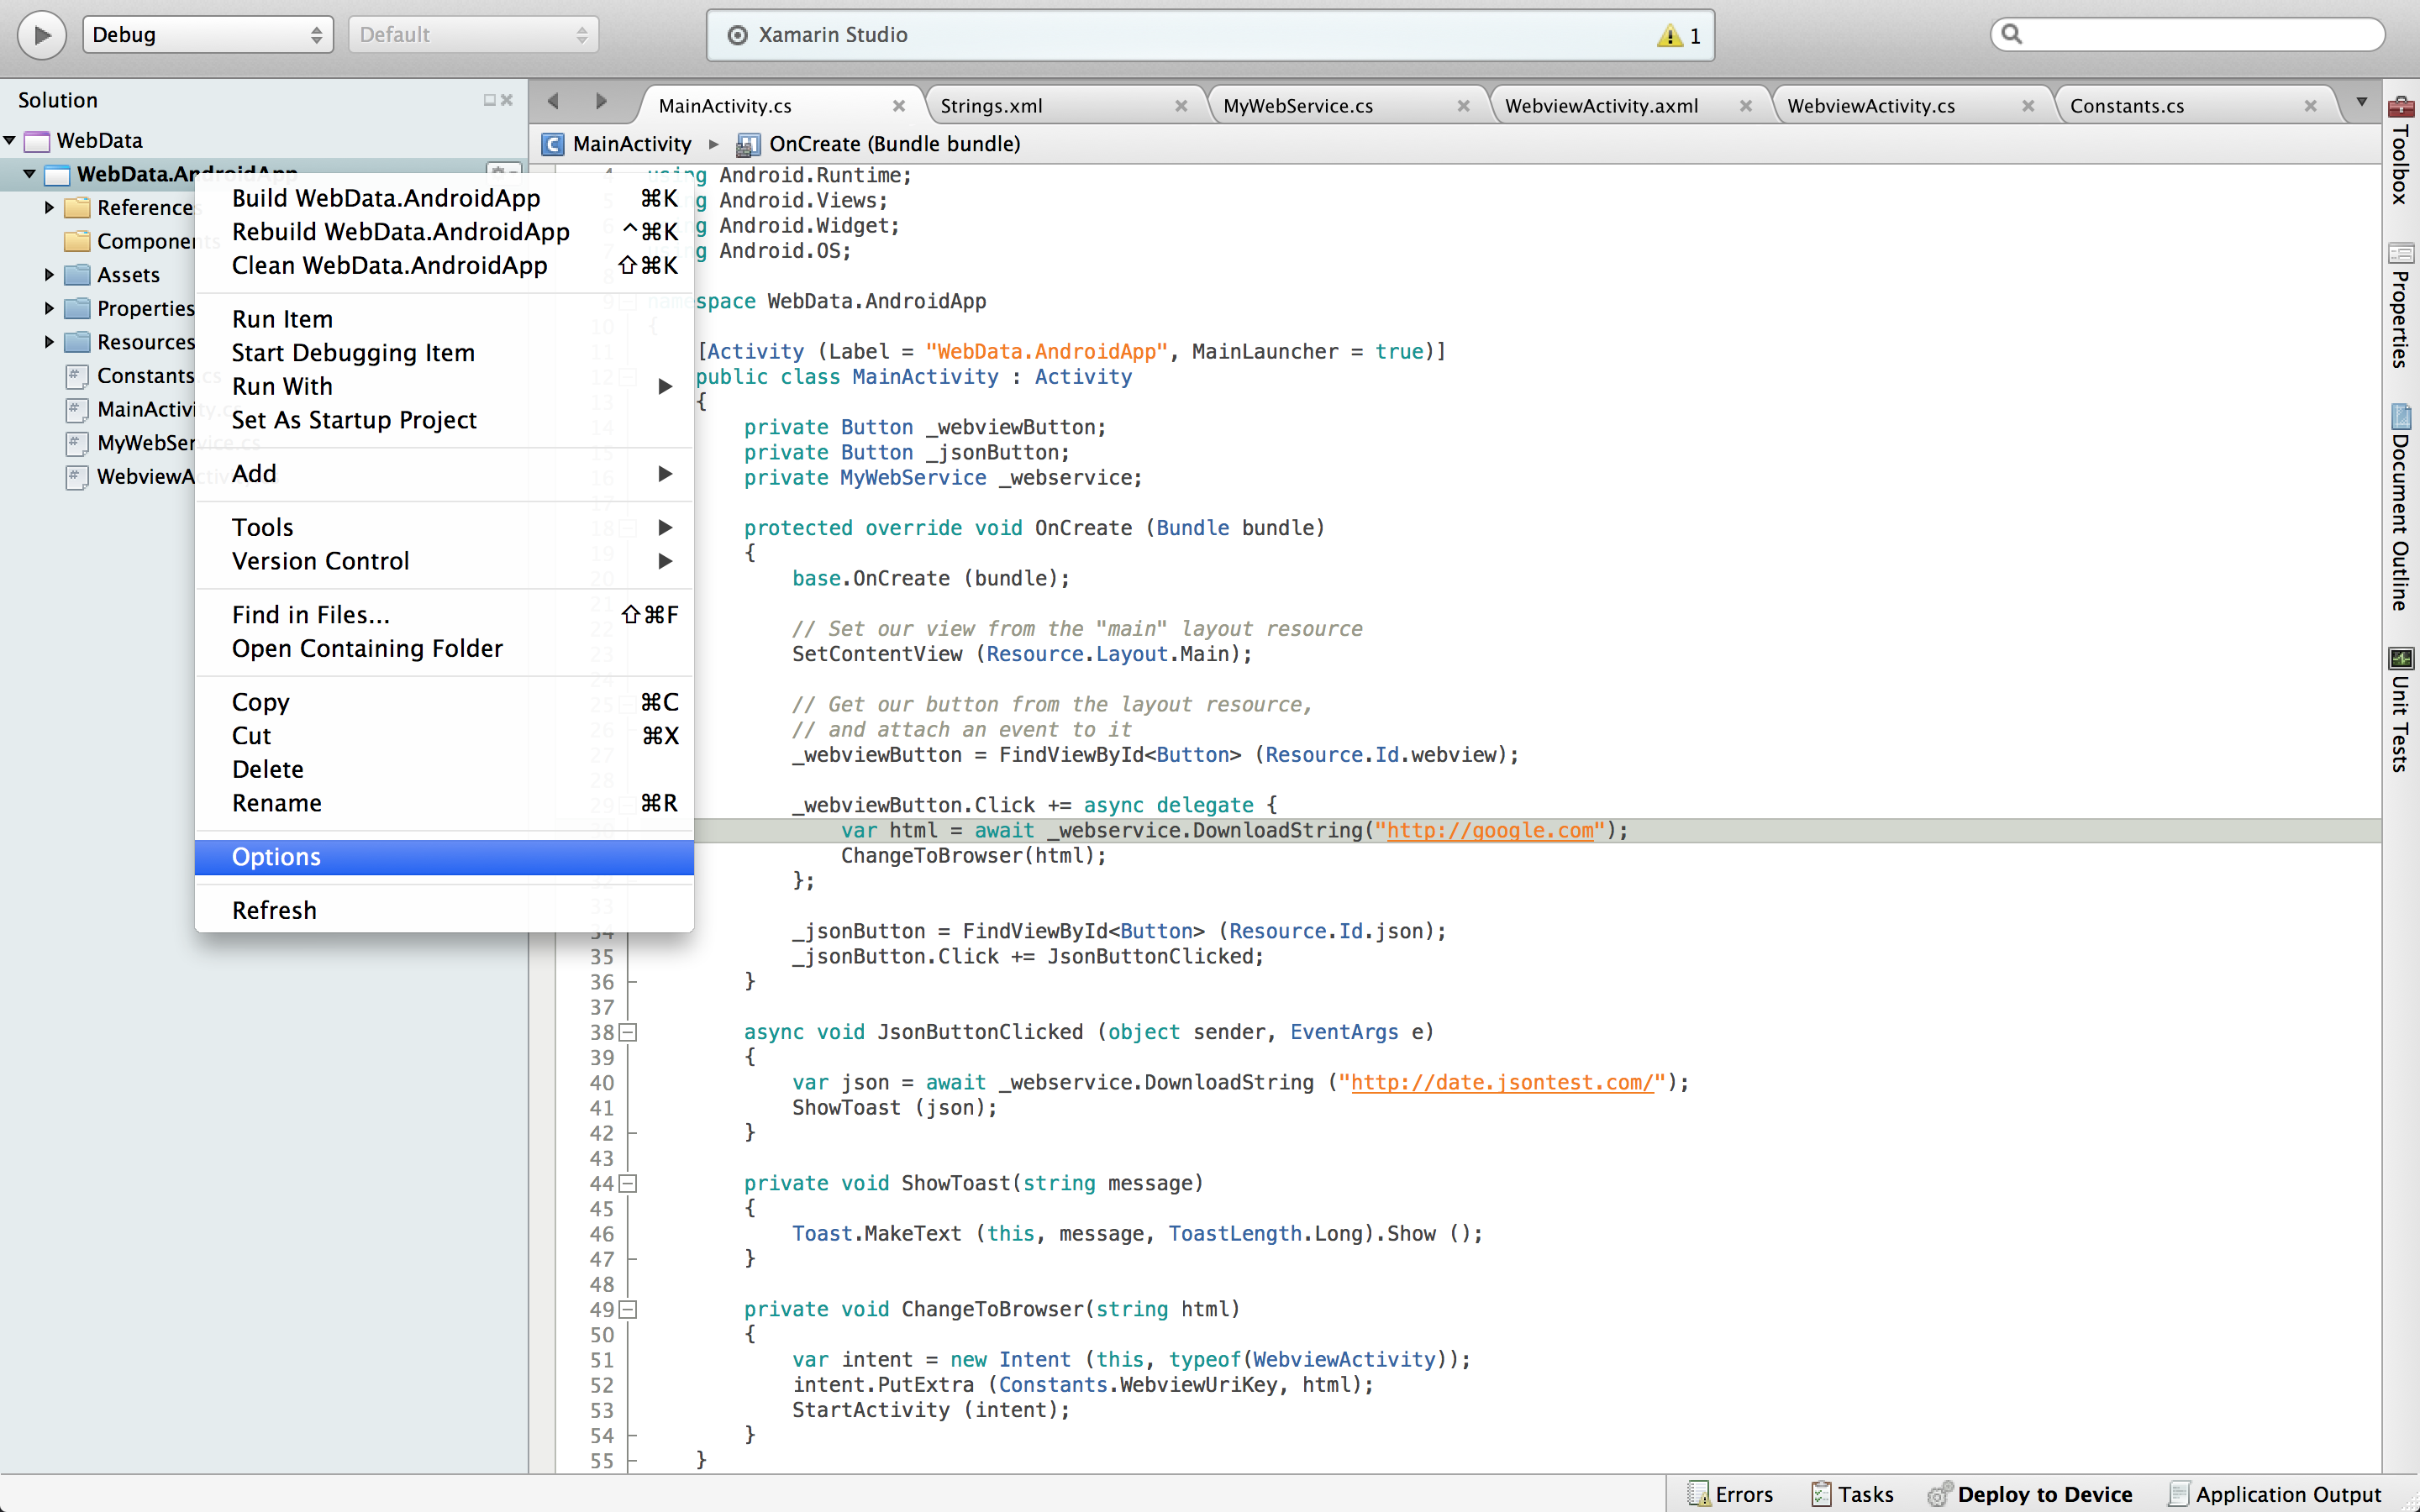 Debug
Default
Xamarin Studio
1
Solution
WebData
WebData.AndroidApp
References
Components
Assets
Properties
Resources
Constants.cs
MainActivity.cs
MyWebService.cs
Build WebData.AndroidApp ⌘K
Rebuild WebData.AndroidApp ^⌘K
Clean WebData.AndroidApp ⇧⌘K
Run Item
Start Debugging Item
Run With
Set As Startup Project
Add
Tools
Version Control
Find in Files... ⇧⌘F
Open Containing Folder
Copy ⌘C
Cut ⌘X
Delete
Rename ⌘R
Options
Refresh
MainActivity.cs
Strings.xml
MyWebService.cs
WebviewActivity.axml
WebviewActivity.cs
Constants.cs
MainActivity
OnCreate (Bundle bundle)
using Android.Runtime;
g Android.Views;
g Android.Widget;
g Android.OS;
namespace WebData.AndroidApp
{
[Activity (Label = "WebData.AndroidApp", MainLauncher = true)]
public class MainActivity : Activity
{
private Button _webviewButton;
private Button _jsonButton;
private MyWebService _webservice;
protected override void OnCreate (Bundle bundle)
{
base.OnCreate (bundle);
// Set our view from the "main" layout resource
SetContentView (Resource.Layout.Main);
// Get our button from the layout resource,
// and attach an event to it
_webviewButton = FindViewById<Button> (Resource.Id.webview);
_webviewButton.Click += async delegate {
var html = await _webservice.DownloadString("http://google.com");
ChangeToBrowser(html);
};
_jsonButton = FindViewById<Button> (Resource.Id.json);
35 _jsonButton.Click += JsonButtonClicked;
36 }
37
38 async void JsonButtonClicked (object sender, EventArgs e)
39 {
40 var json = await _webservice.DownloadString ("http://date.jsontest.com/");
41 ShowToast (json);
42 }
43
44 private void ShowToast(string message)
45 {
46 Toast.MakeText (this, message, ToastLength.Long).Show ();
47 }
48
49 private void ChangeToBrowser(string html)
50 {
51 var intent = new Intent (this, typeof(WebviewActivity));
52 intent.PutExtra (Constants.WebviewUriKey, html);
53 StartActivity (intent);
54 }
55 }
Toolbox
Properties
Document Outline
Unit Tests
Errors
Tasks
Deploy to Device
Application Output